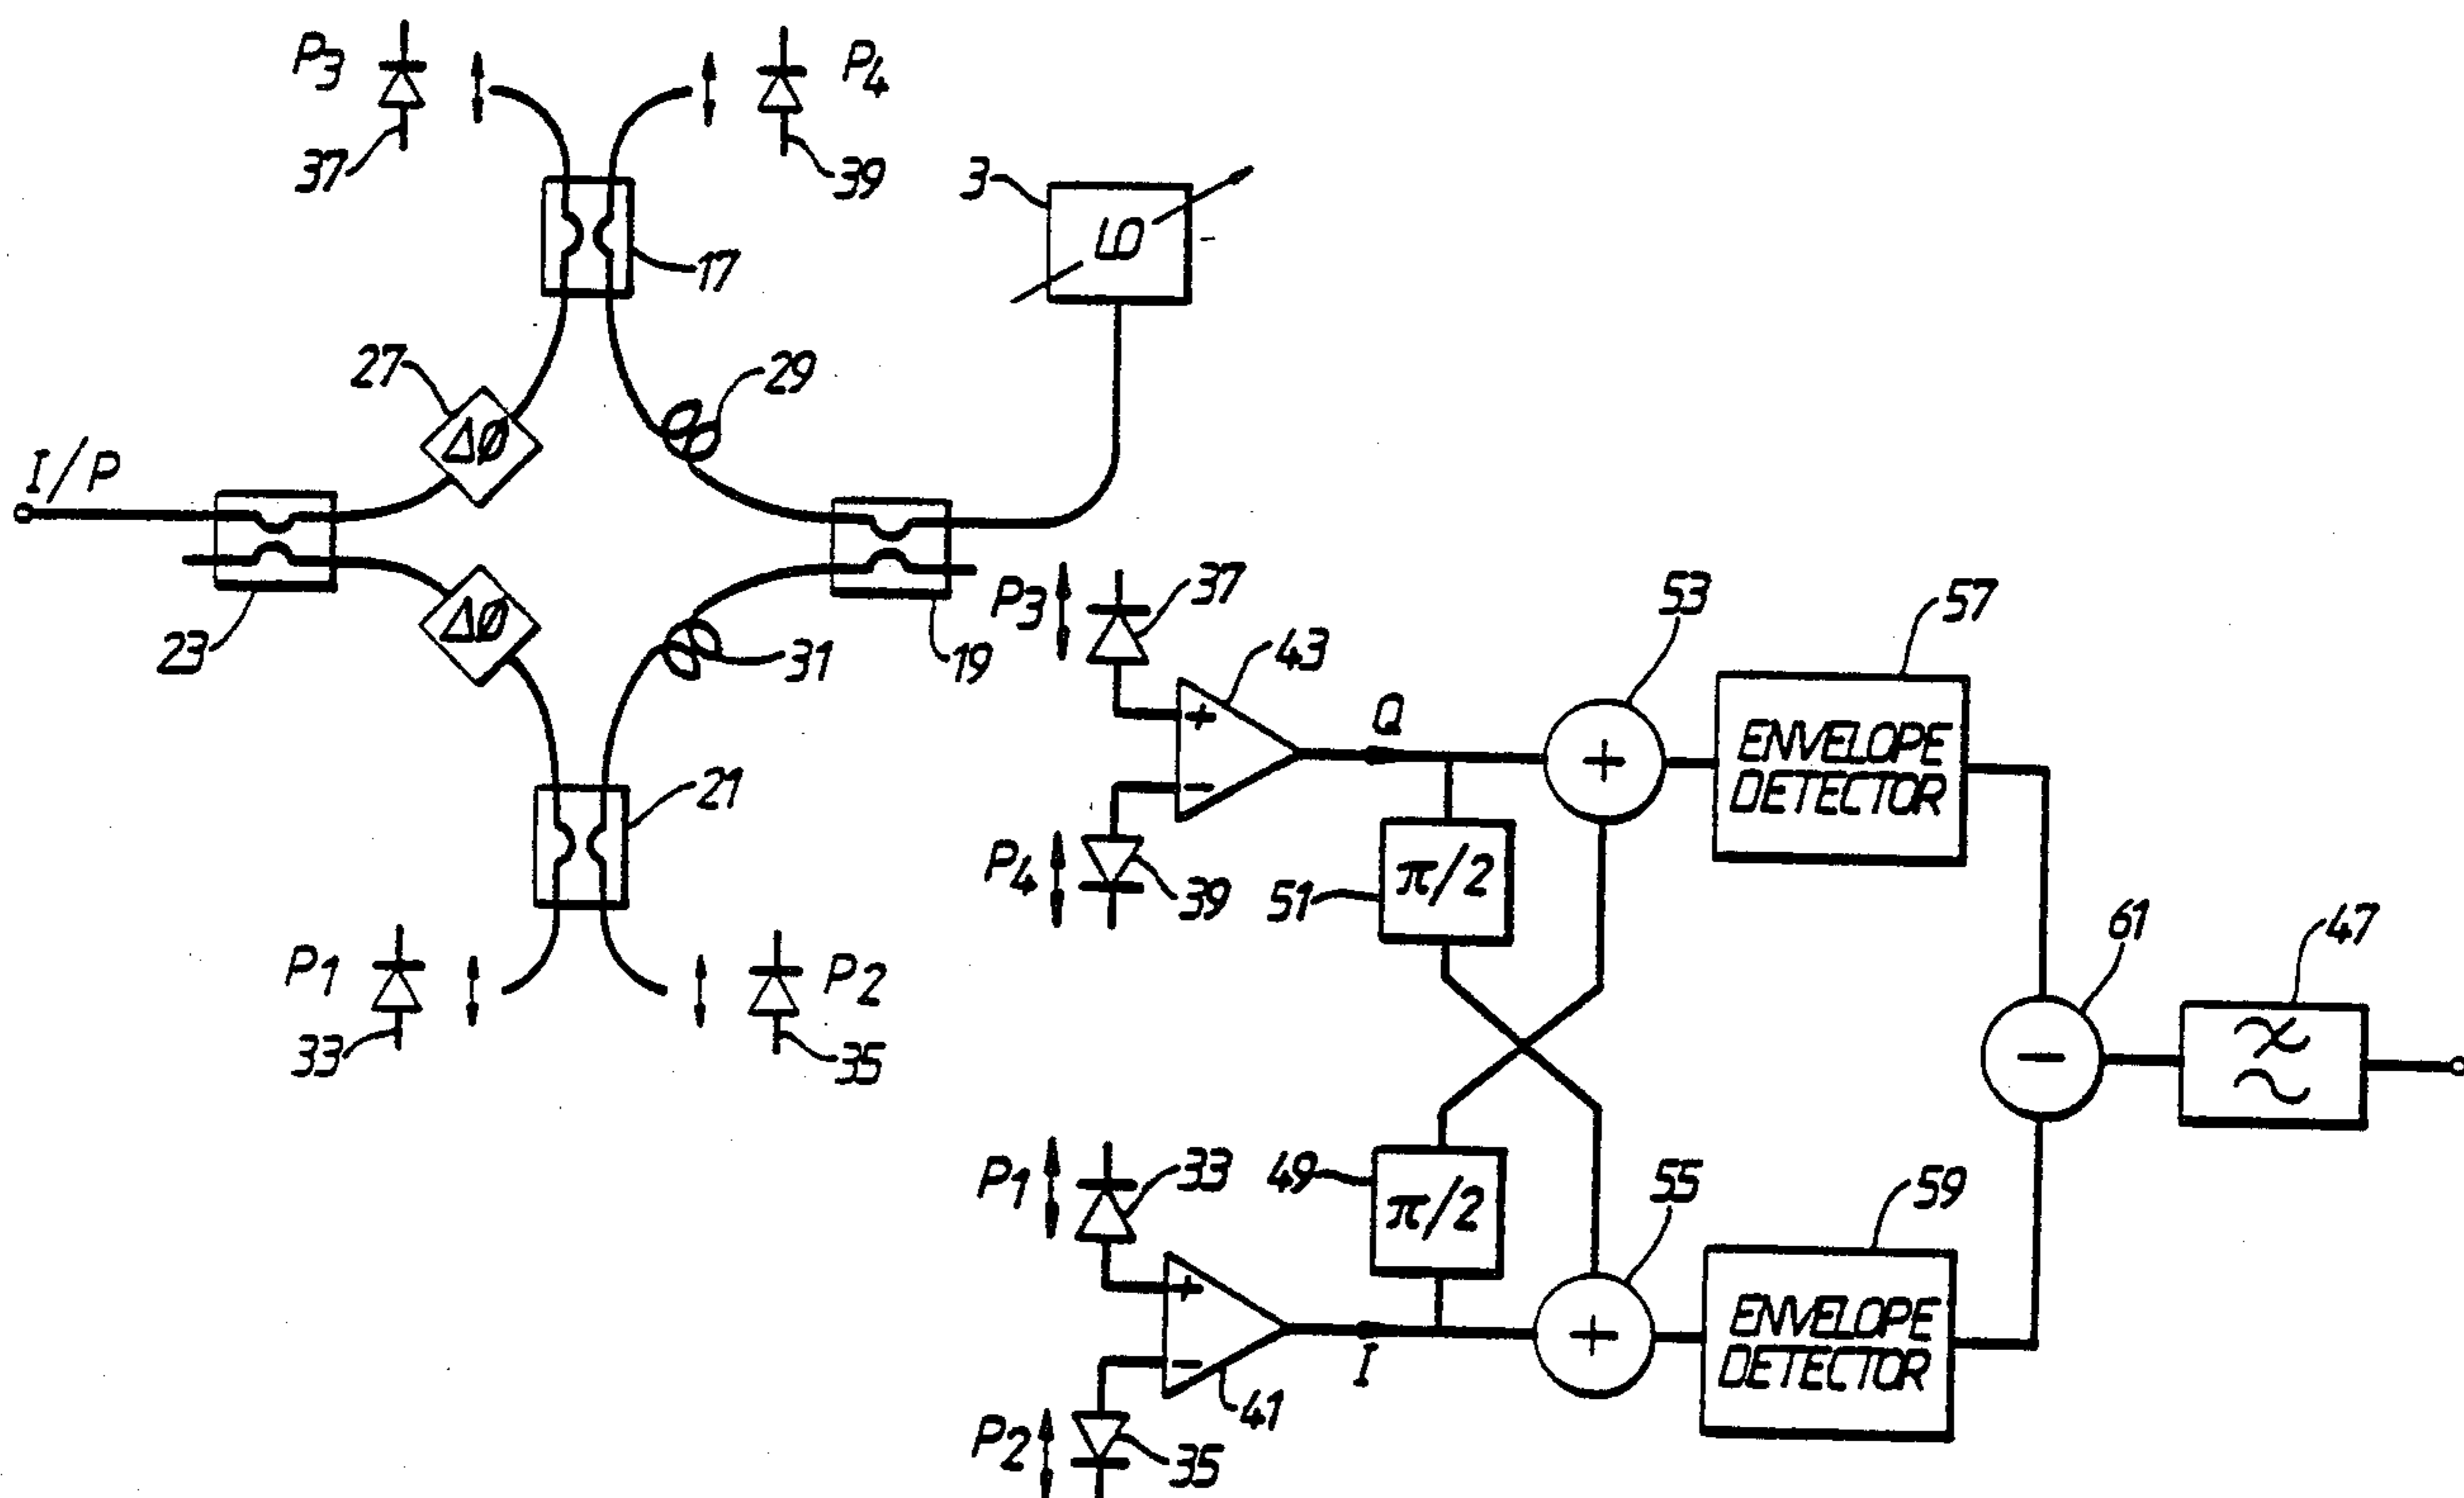 P3
P4
37
39
3
LO
17
27
29
ΔØ
I/P
ΔØ
23
31
19
21
P1
P2
33
35
P3
37
43
53
57
Q
+
+
ENVELOPE
DETECTOR
−
P4
39
51
π/2
61
47
−
P1
33
49
π/2
55
59
+
+
ENVELOPE
DETECTOR
−
I
41
P2
35